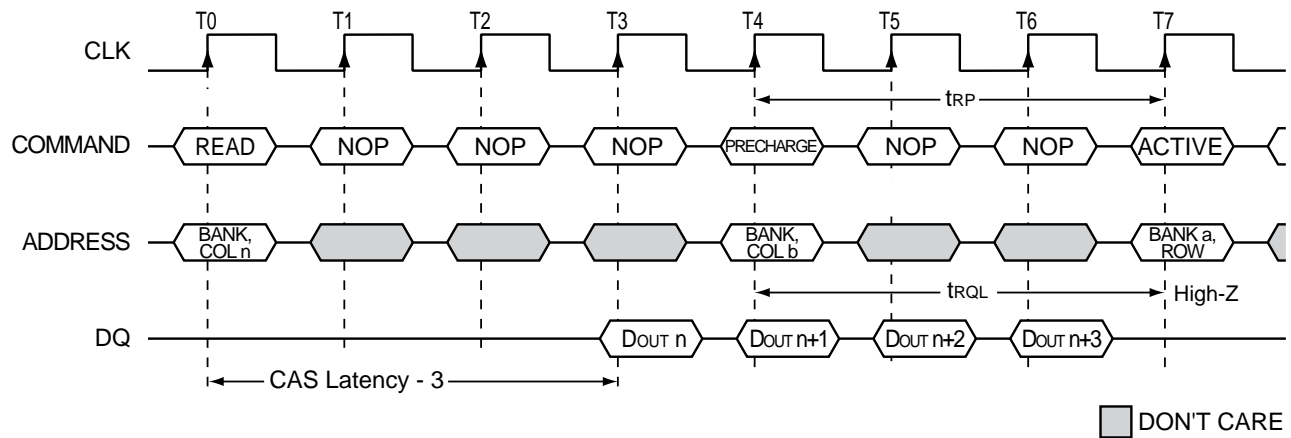 T0 T1 T2 T3 T4 T5 T6 T7
CLK
tRP
COMMAND READ NOP NOP NOP PRECHARGE NOP NOP ACTIVE
ADDRESS BANK, COL n BANK, COL b BANK a, ROW
tRQL High-Z
DQ DOUT n DOUT n+1 DOUT n+2 DOUT n+3
CAS Latency - 3
DON'T CARE